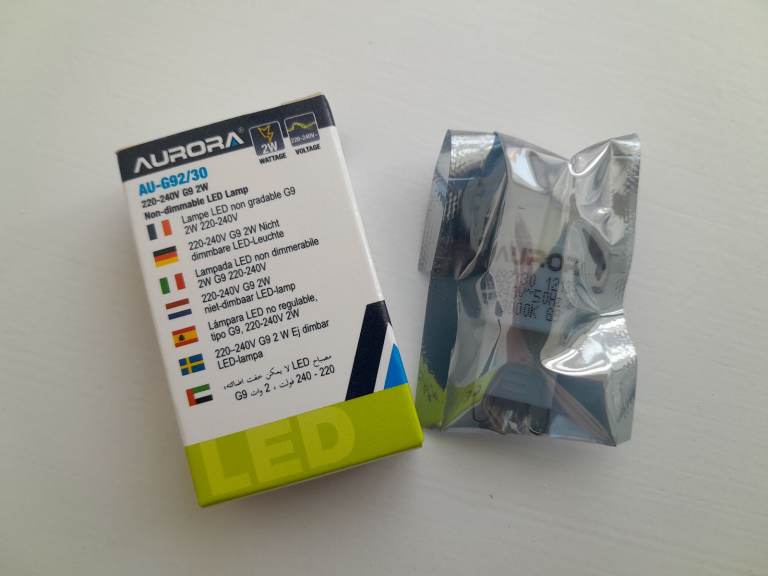 AURORA®
2W
WATTAGE
220-240V~
VOLTAGE
AU-G92/30
220-240V G9 2W
Non-dimmable LED Lamp
Lampe LED non gradable G9
2W 220-240V
220-240V G9 2W Nicht
dimmbare LED-Leuchte
Lampada LED non dimmerabile
2W G9 220-240V
220-240V G9 2W
niet-dimbaar LED-lamp
Lámpara LED no regulable,
tipo G9, 220-240V 2W
220–240V G9 2 W Ej dimbar
LED-lampa
مصباح LED لا يمكن خفت اضائته،
220 - 240 فولت ، 2 وات G9
LED
AUROR